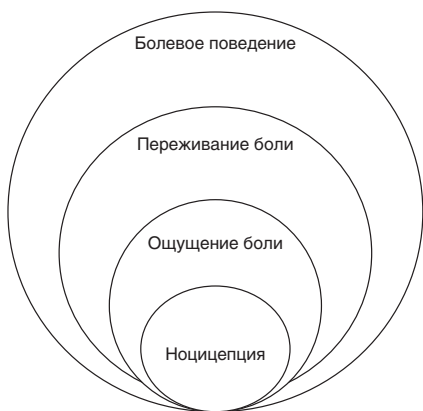 Болевое поведение
Переживание боли
Ощущение боли
Ноцицепция